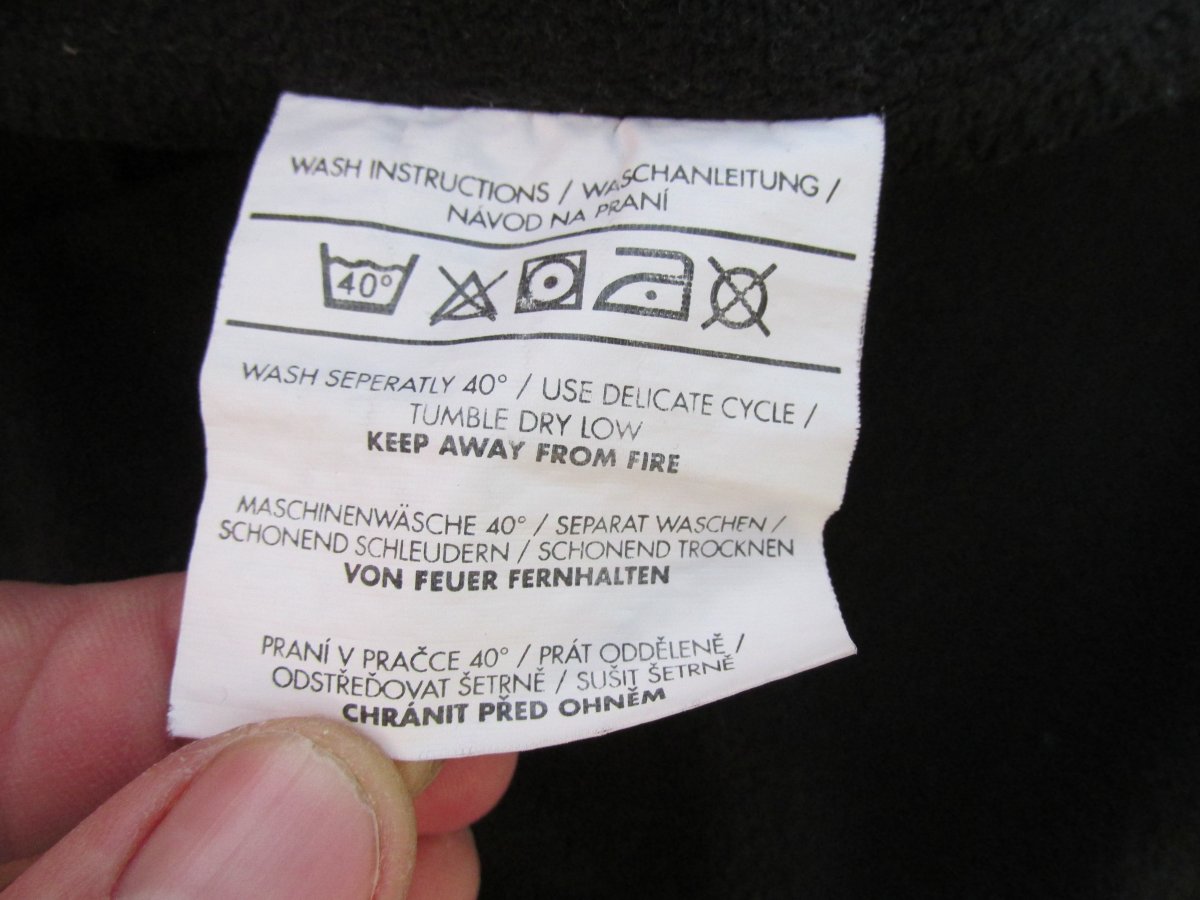 WASH INSTRUCTIONS / WASCHANLEITUNG /
NÁVOD NA PRANÍ
40°
WASH SEPERATLY 40° / USE DELICATE CYCLE /
TUMBLE DRY LOW
KEEP AWAY FROM FIRE
MASCHINENWÄSCHE 40° / SEPARAT WASCHEN /
SCHONEND SCHLEUDERN / SCHONEND TROCKNEN
VON FEUER FERNHALTEN
PRANÍ V PRAČCE 40° / PRÁT ODDĚLENĚ /
ODSTŘEĎOVAT ŠETRNĚ / SUŠIT ŠETRNĚ
CHRÁNIT PŘED OHNĚM